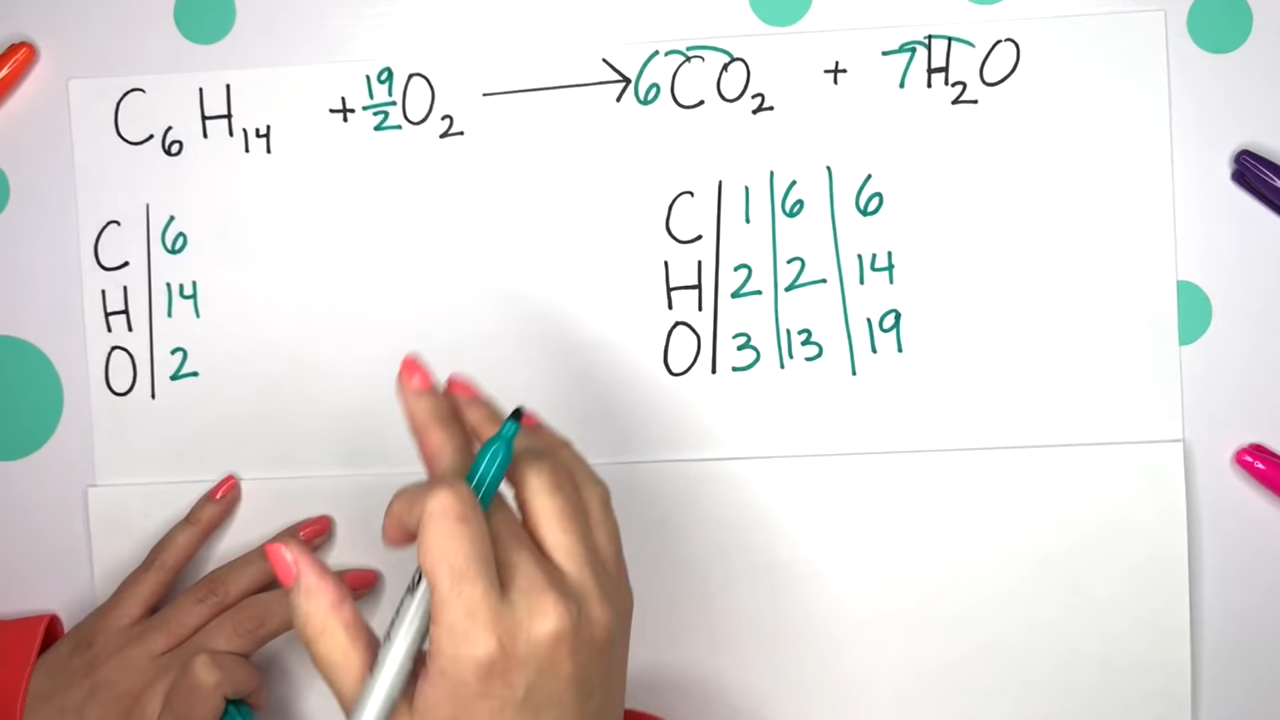 C₆H₁₄ + 19/2 O₂ → 6CO₂ + 7H₂O
C | 6
H | 14
O | 2
C | 1 | 6 | 6
H | 2 | 2 | 14
O | 3 | 13 | 19